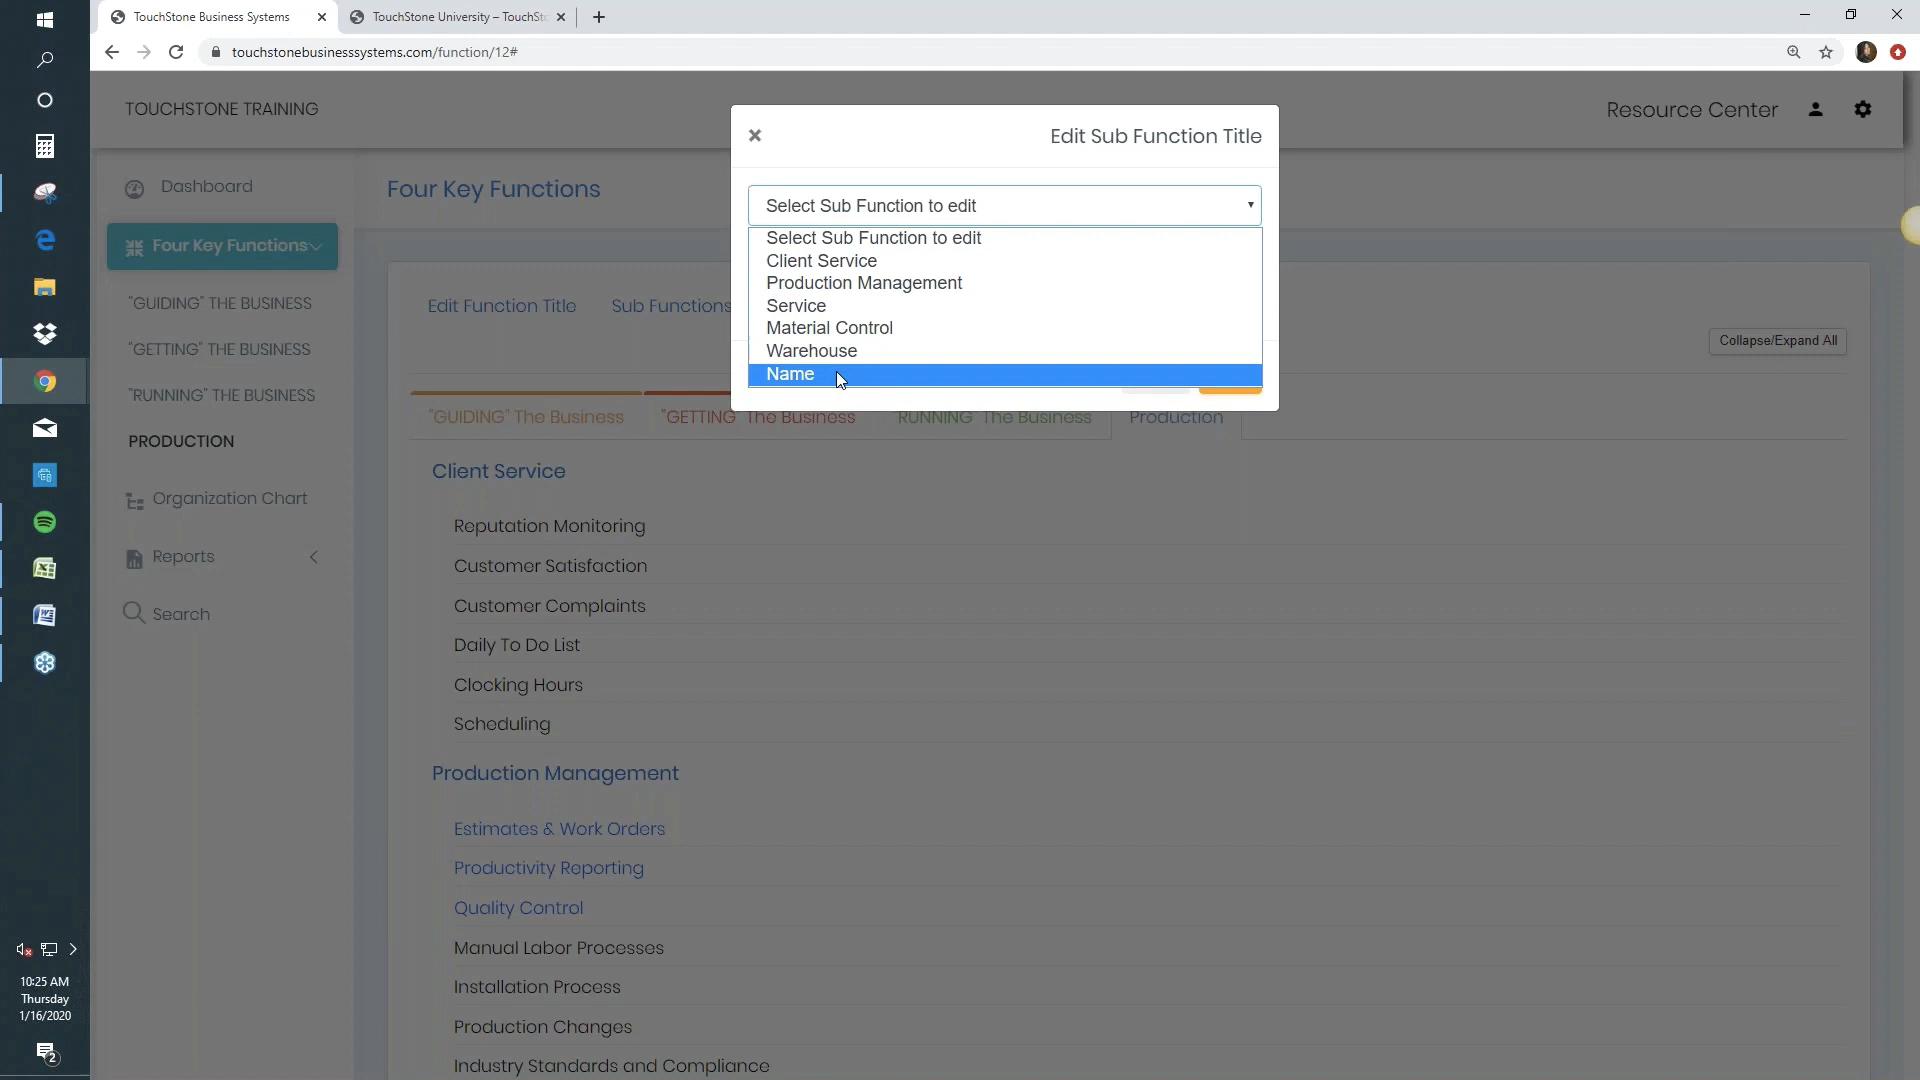 TouchStone Business Systems
TouchStone University – TouchSto
touchstonebusinesssystems.com/function/12#
TOUCHSTONE TRAINING
Resource Center
Edit Sub Function Title
Select Sub Function to edit
Select Sub Function to edit
Client Service
Production Management
Service
Material Control
Warehouse
Name
Dashboard
Four Key Functions
"GUIDING" THE BUSINESS
"GETTING" THE BUSINESS
"RUNNING" THE BUSINESS
PRODUCTION
Organization Chart
Reports
Search
Four Key Functions
Edit Function Title
Sub Functions
Collapse/Expand All
"GUIDING" The Business
"GETTING" The Business
RUNNING The Business
Production
Client Service
Reputation Monitoring
Customer Satisfaction
Customer Complaints
Daily To Do List
Clocking Hours
Scheduling
Production Management
Estimates & Work Orders
Productivity Reporting
Quality Control
Manual Labor Processes
Installation Process
Production Changes
Industry Standards and Compliance
10:25 AM
Thursday
1/16/2020
2